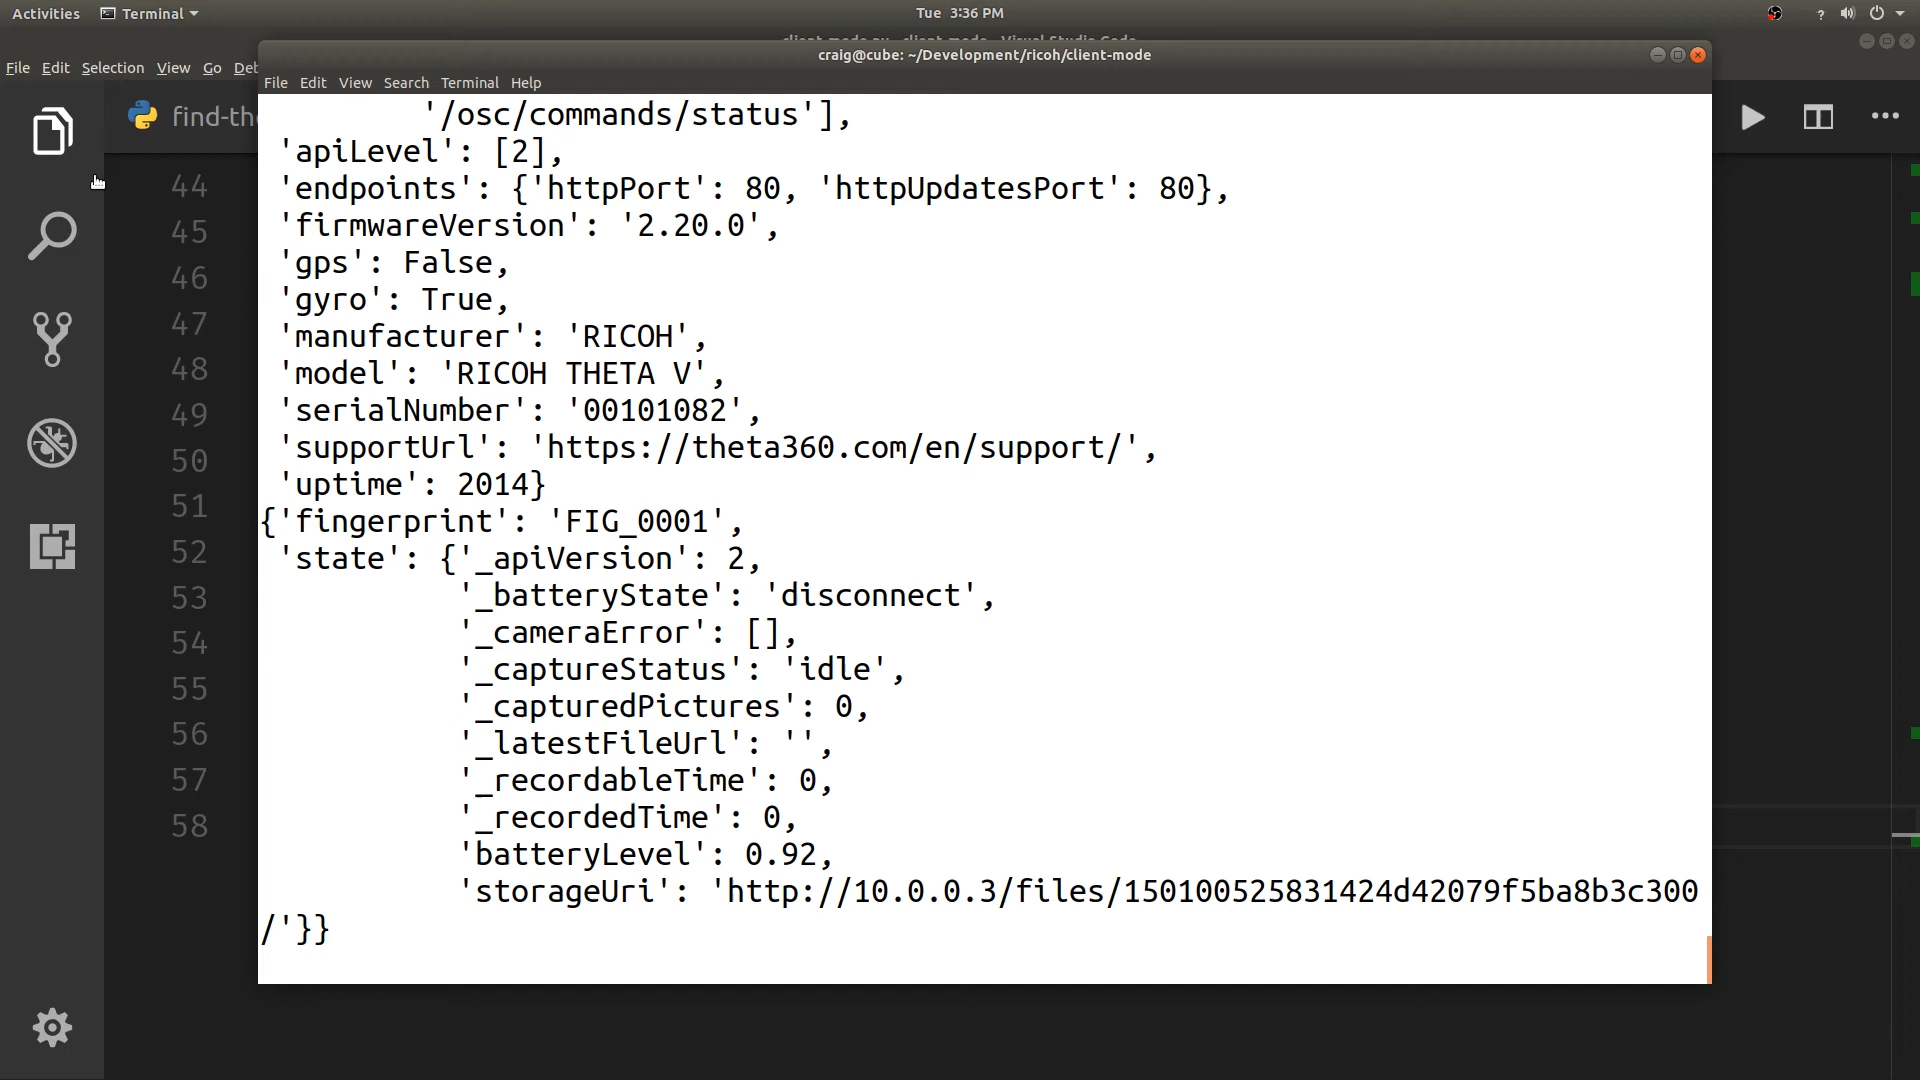 Activities Terminal Tue 3:36 PM ?
File Edit Selection View Go Deb
craig@cube: ~/Development/ricoh/client-mode
File Edit View Search Terminal Help
find-the
'/osc/commands/status'],
'apiLevel': [2],
'endpoints': {'httpPort': 80, 'httpUpdatesPort': 80},
'firmwareVersion': '2.20.0',
'gps': False,
'gyro': True,
'manufacturer': 'RICOH',
'model': 'RICOH THETA V',
'serialNumber': '00101082',
'supportUrl': 'https://theta360.com/en/support/',
'uptime': 2014}
{'fingerprint': 'FIG_0001',
'state': {'_apiVersion': 2,
'_batteryState': 'disconnect',
'_cameraError': [],
'_captureStatus': 'idle',
'_capturedPictures': 0,
'_latestFileUrl': '',
'_recordableTime': 0,
'_recordedTime': 0,
'batteryLevel': 0.92,
'storageUri': 'http://10.0.0.3/files/150100525831424d42079f5ba8b3c300
/'}}
44
45
46
47
48
49
50
51
52
53
54
55
56
57
58